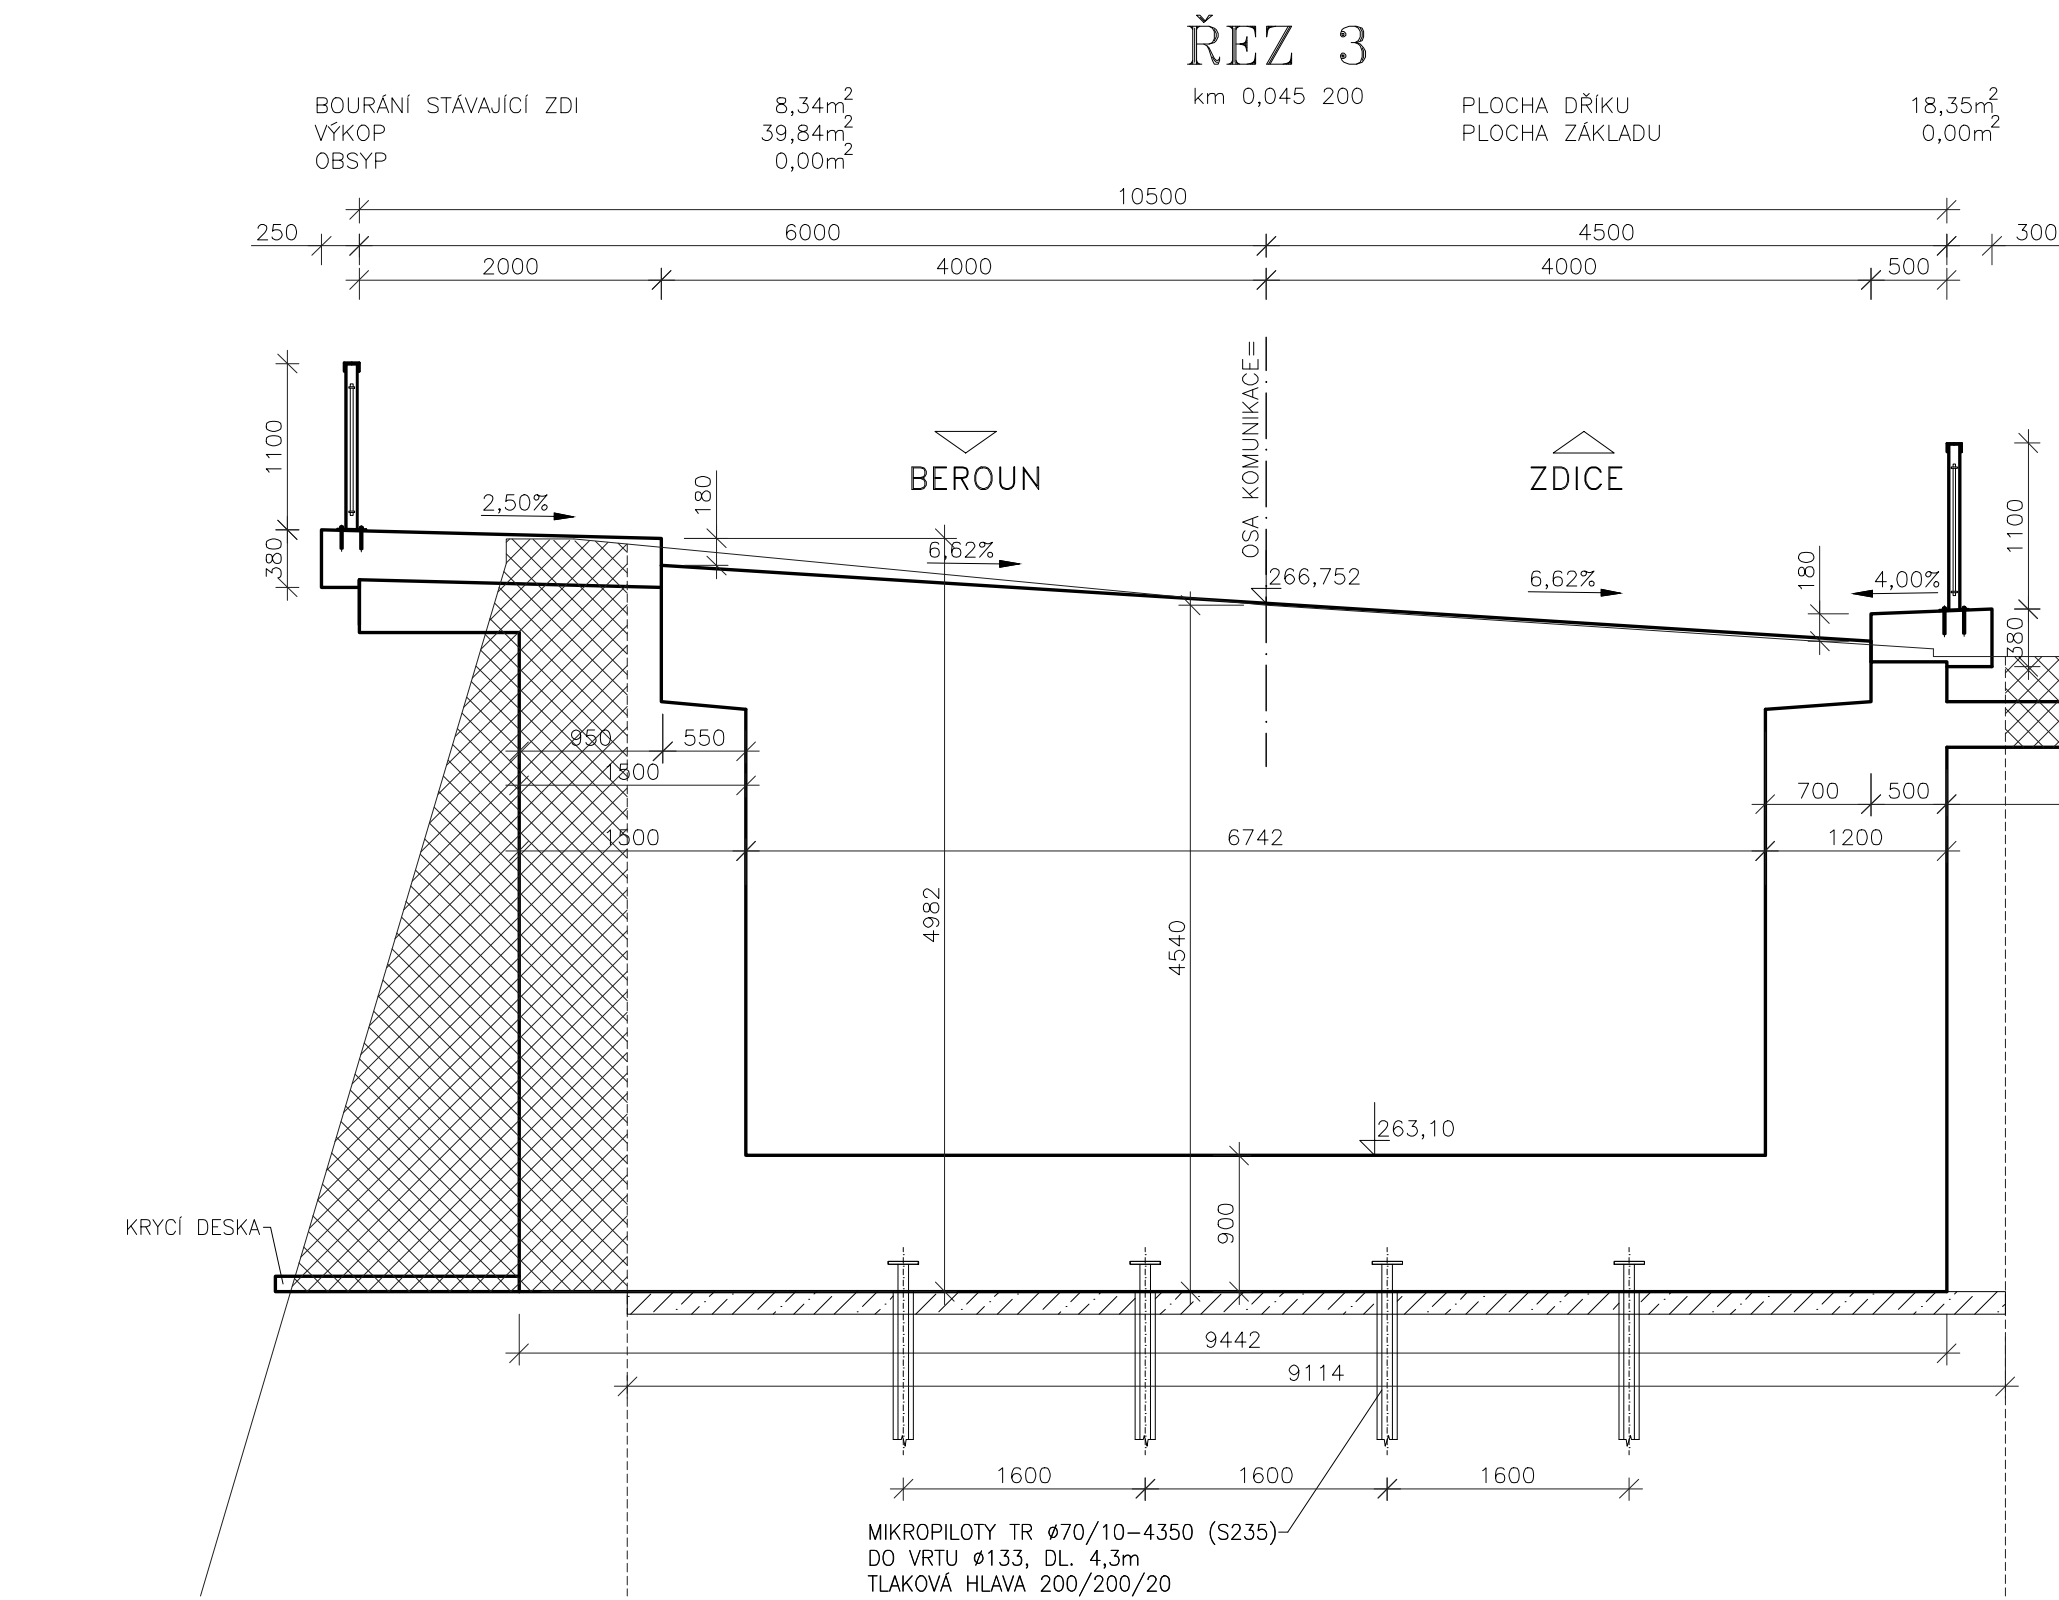 ŘEZ 3
km 0,045 200
BOURÁNÍ STÁVAJÍCÍ ZDI 8,34m²
VÝKOP 39,84m²
OBSYP 0,00m²
PLOCHA DŘÍKU 18,35m²
PLOCHA ZÁKLADU 0,00m²
10500
250 6000 4500 300
2000 4000 4000 500
OSA KOMUNIKACE=
1100
380
2,50%
180
BEROUN
6,62%
ZDICE
266,752
6,62%
180
4,00%
1100
380
950 550
1500
700 500
1500 6742 1200
4982
4540
263,10
900
KRYCÍ DESKA
9442
9114
1600 1600 1600
MIKROPILOTY TR ø70/10-4350 (S235)
DO VRTU ø133, DL. 4,3m
TLAKOVÁ HLAVA 200/200/20